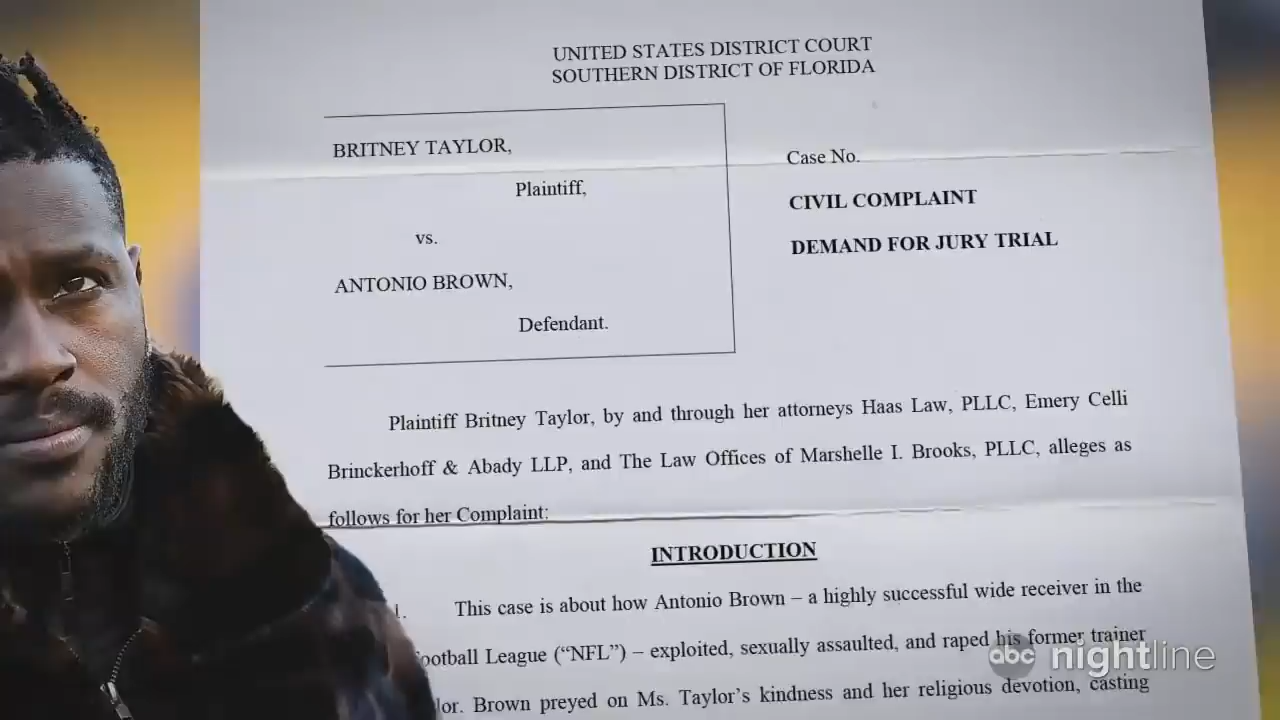 UNITED STATES DISTRICT COURT
SOUTHERN DISTRICT OF FLORIDA
BRITNEY TAYLOR,
Plaintiff,
vs.
ANTONIO BROWN,
Defendant.
Case No.
CIVIL COMPLAINT
DEMAND FOR JURY TRIAL
Plaintiff Britney Taylor, by and through her attorneys Haas Law, PLLC, Emery Celli
Brinckerhoff & Abady LLP, and The Law Offices of Marshelle I. Brooks, PLLC, alleges as
follows for her Complaint:
INTRODUCTION
1. This case is about how Antonio Brown – a highly successful wide receiver in the
ootball League (“NFL”) – exploited, sexually assaulted, and raped his former trainer
lor. Brown preyed on Ms. Taylor’s kindness and her religious devotion, casting
abc nightline